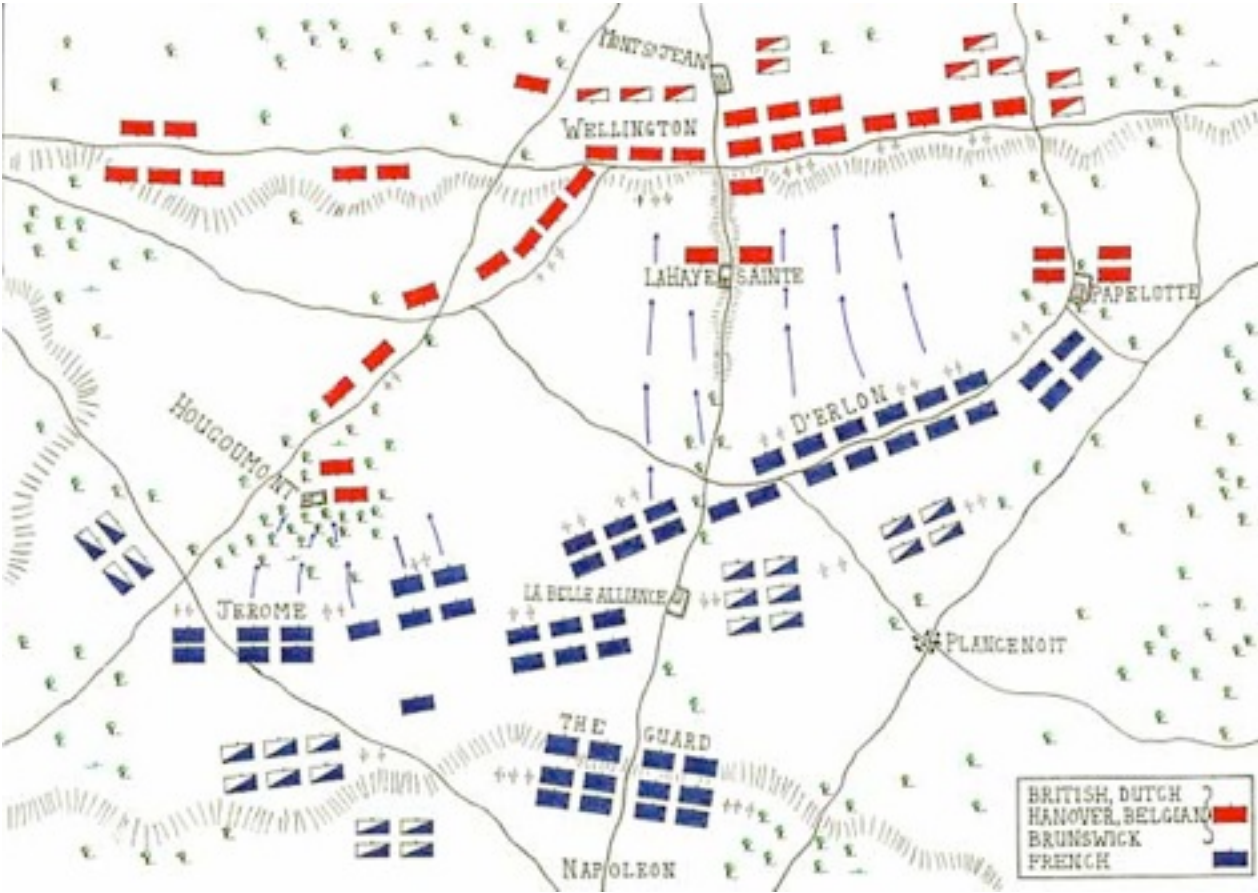 MONT ST JEAN
WELLINGTON
LA HAYE SAINTE
PAPELOTTE
D'ERLON
HOUGOUMONT
JEROME
LA BELLE ALLIANCE
PLANCENOIT
THE GUARD
NAPOLEON
BRITISH, DUTCH
HANOVER, BELGIAN
BRUNSWICK
FRENCH